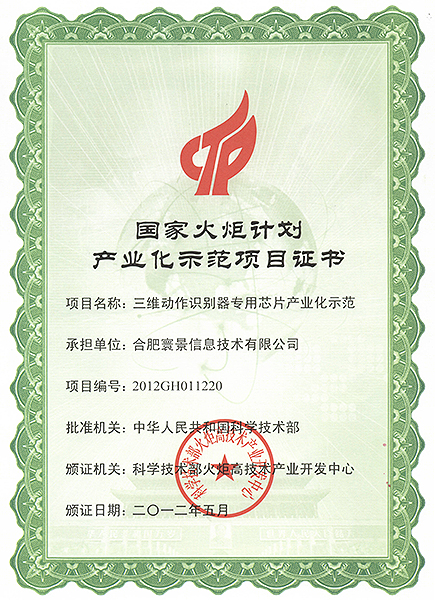 CTP
国家火炬计划
产业化示范项目证书
项目名称：三维动作识别器专用芯片产业化示范
承担单位：合肥寰景信息技术有限公司
项目编号：2012GH011220
批准机关：中华人民共和国科学技术部
颁证机关：科学技术部火炬高技术产业开发中心
颁证日期：二〇一二年五月
科学技术部火炬高技术产业开发中心